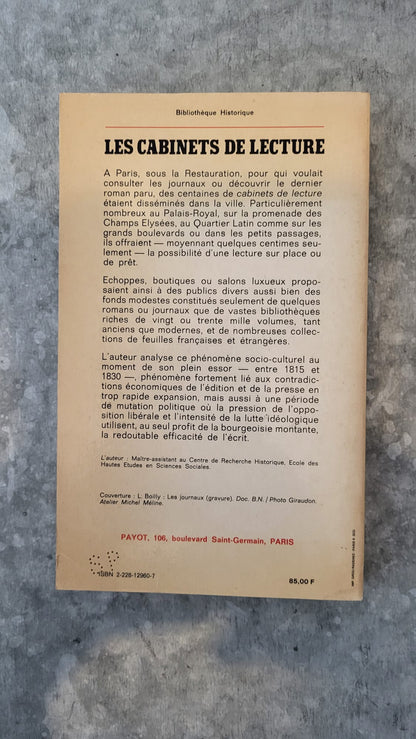 Bibliothèque Historique
LES CABINETS DE LECTURE
A Paris, sous la Restauration, pour qui voulait
consulter les journaux ou découvrir le dernier
roman paru, des centaines de cabinets de lecture
étaient disséminés dans la ville. Particulièrement
nombreux au Palais-Royal, sur la promenade des
Champs Elysées, au Quartier Latin comme sur les
grands boulevards ou dans les petits passages,
ils offraient — moyennant quelques centimes seu-
lement — la possibilité d'une lecture sur place ou
de prêt.
Echoppes, boutiques ou salons luxueux propo-
saient ainsi à des publics divers aussi bien des
fonds modestes constitués seulement de quelques
romans ou journaux que de vastes bibliothèques
riches de vingt ou trente mille volumes, tant
anciens que modernes, et de nombreuses collec-
tions de feuilles françaises et étrangères.
L'auteur analyse ce phénomène socio-culturel au
moment de son plein essor — entre 1815 et
1830 —, phénomène fortement lié aux contradic-
tions économiques de l'édition et de la presse en
trop rapide expansion, mais aussi à une période
de mutation politique où la pression de l'oppo-
sition libérale et l'intensité de la lutte idéologique
utilisent, au seul profit de la bourgeoisie montante,
la redoutable efficacité de l'écrit.
L'auteur : Maître-assistant au Centre de Recherche Historique, Ecole des
Hautes Etudes en Sciences Sociales.
Couverture : L. Boilly : Les journaux (gravure). Doc. B.N. / Photo Giraudon.
Atelier Michel Méline.
PAYOT, 106, boulevard Saint-Germain, PARIS
ISBN 2-228-12960-7
85,00 F